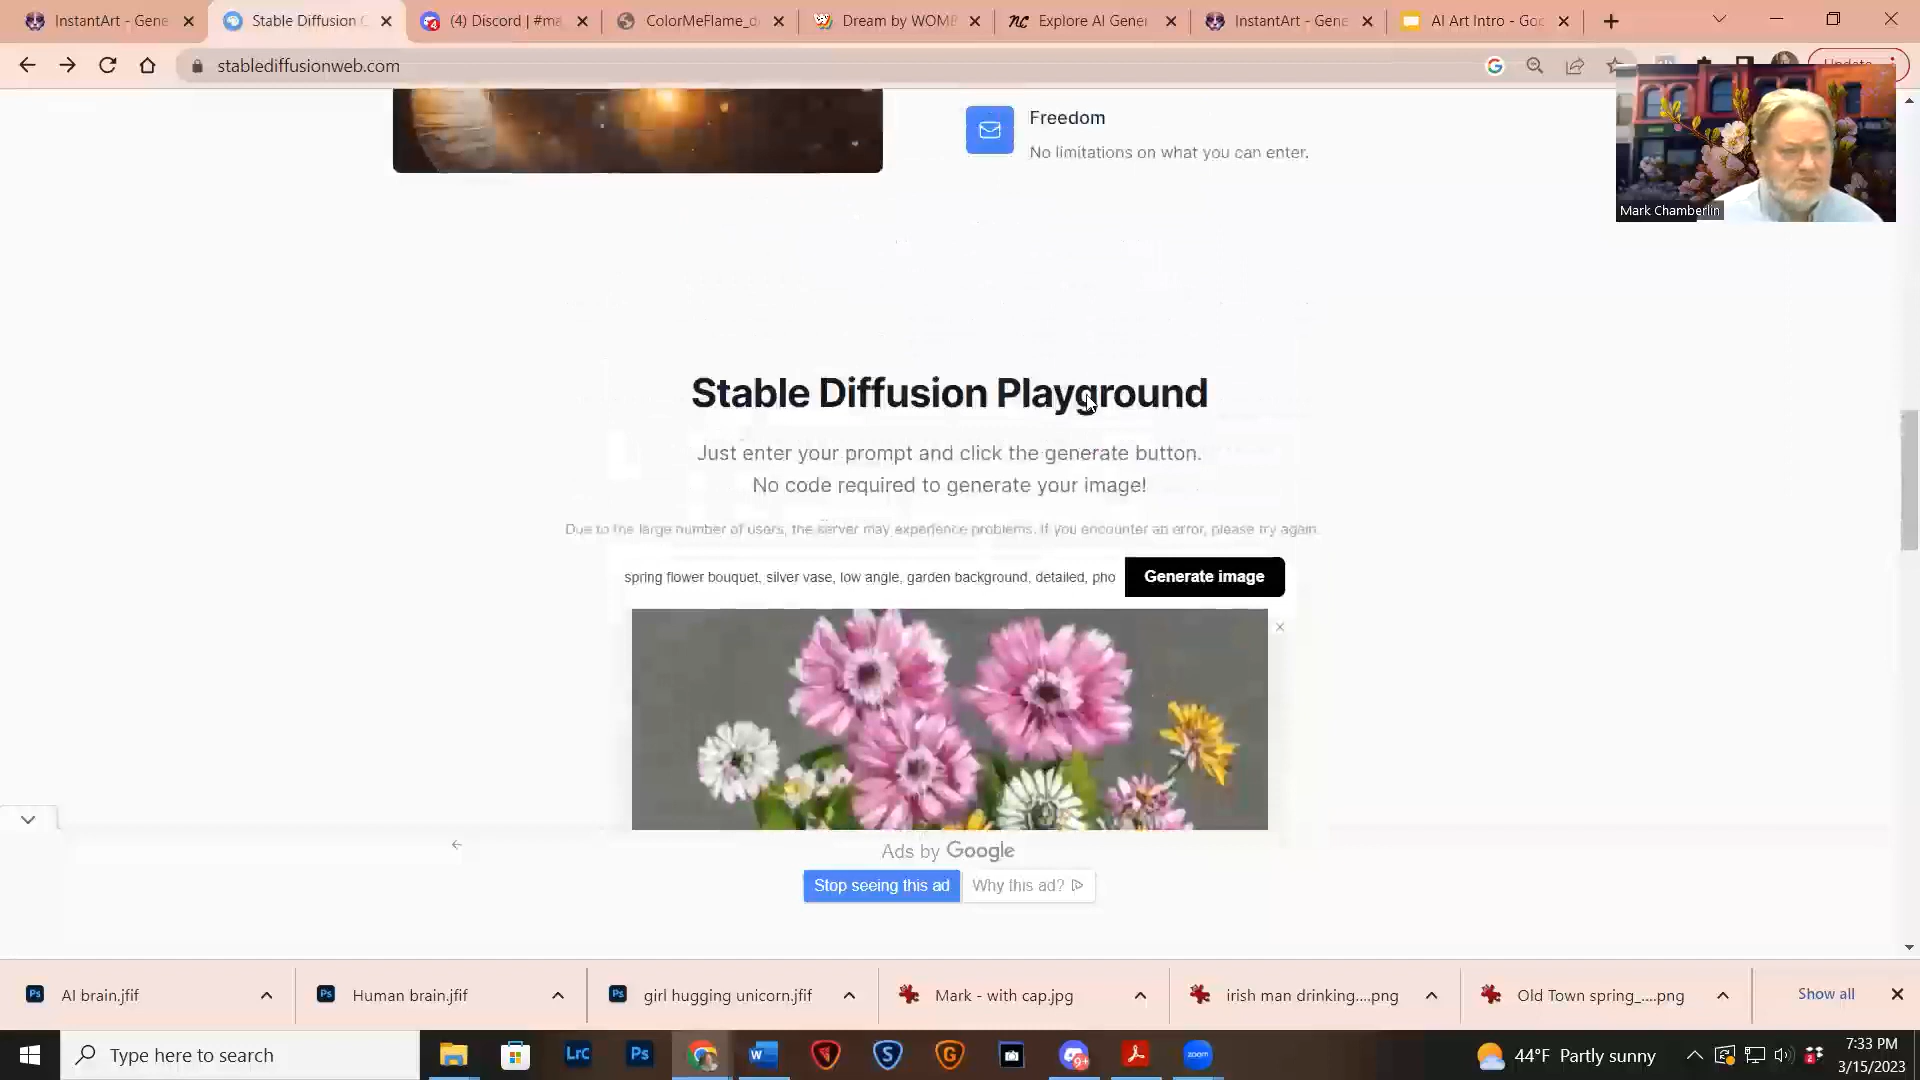 InstantArt - Gene
Stable Diffusion O
(4) Discord | #ma
ColorMeFlame_d
Dream by WOMB
Explore AI Gener
InstantArt - Gene
AI Art Intro - Goo
stablediffusionweb.com
Update
Freedom
No limitations on what you can enter.
Mark Chamberlin
Stable Diffusion Playground
Just enter your prompt and click the generate button.
No code required to generate your image!
Due to the large number of users, the server may experience problems. If you encounter an error, please try again.
spring flower bouquet, silver vase, low angle, garden background, detailed, pho
Generate image
Ads by Google
Stop seeing this ad
Why this ad?
AI brain.jfif
Human brain.jfif
girl hugging unicorn.jfif
Mark - with cap.jpg
irish man drinking....png
Old Town spring_....png
Show all
Type here to search
LrC
Ps
44°F Partly sunny
7:33 PM
3/15/2023